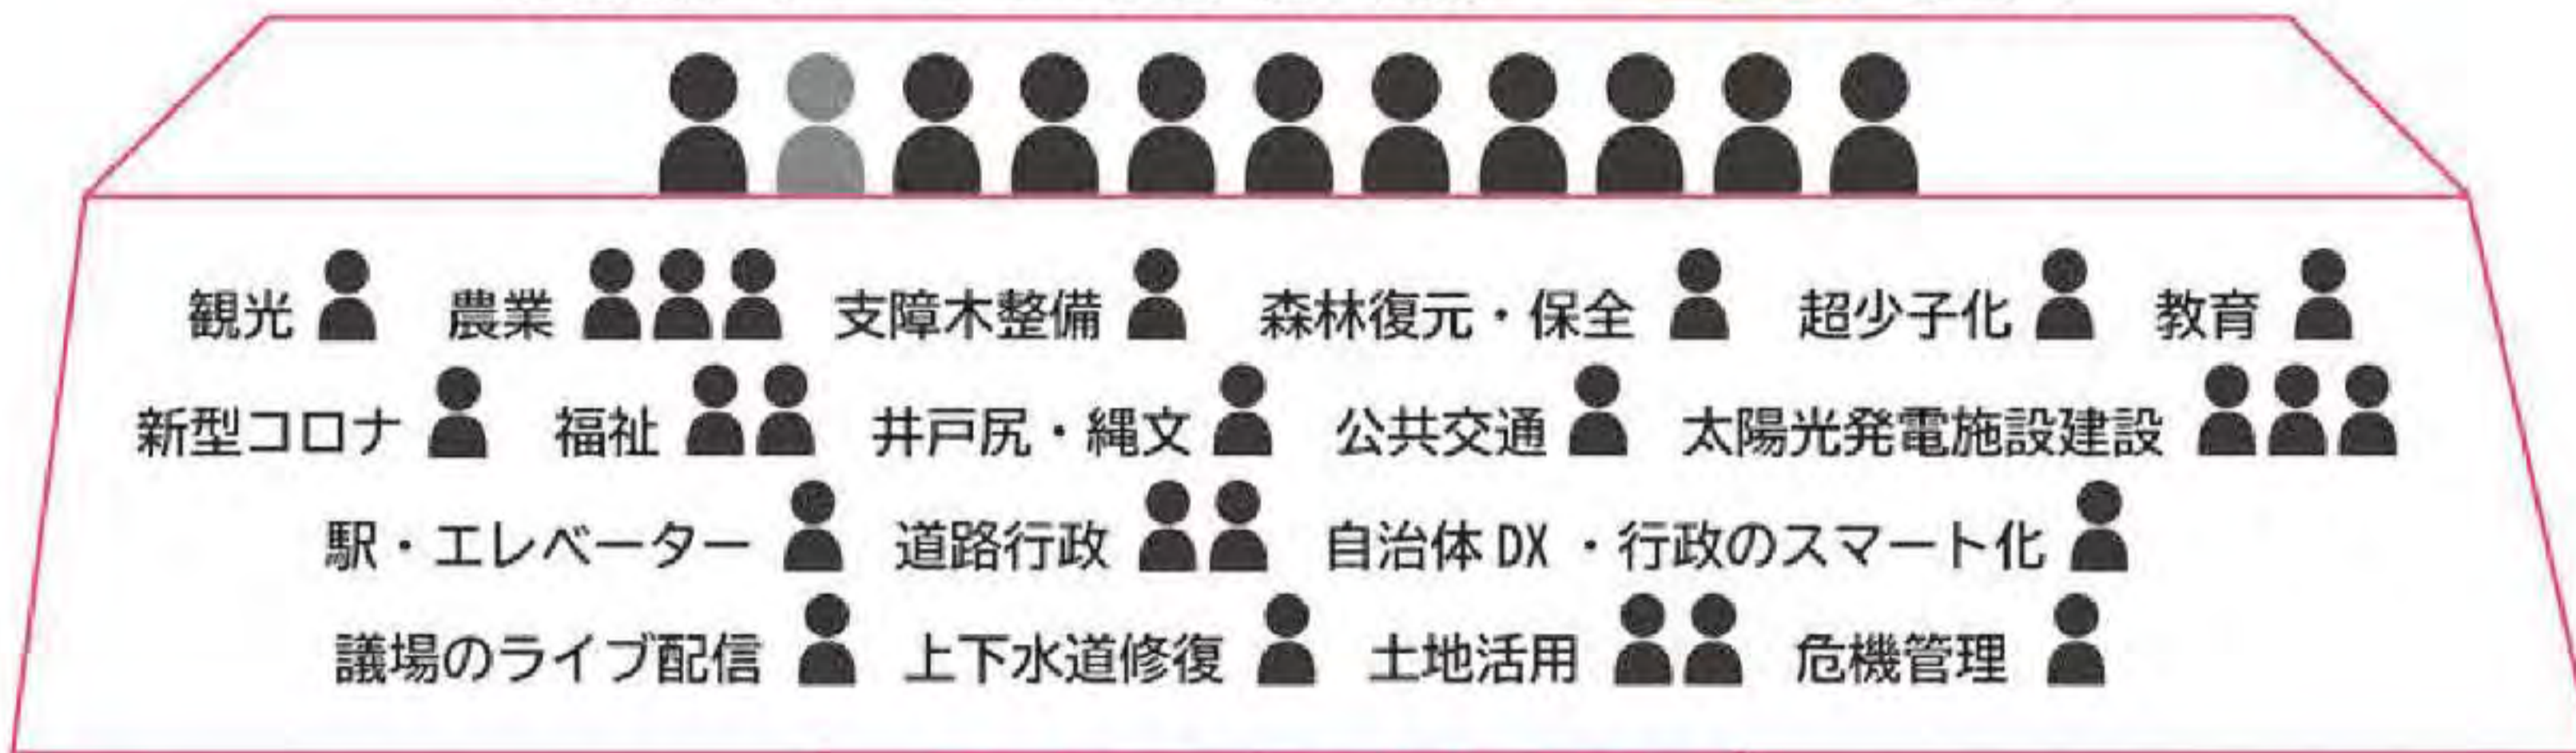 観光 農業 支障木整備 森林復元・保全 超少子化 教育
新型コロナ 福祉 井戸尻・縄文 公共交通 太陽光発電施設建設
駅・エレベーター 道路行政 自治体 DX ・行政のスマート化
議場のライブ配信 上下水道修復 土地活用 危機管理